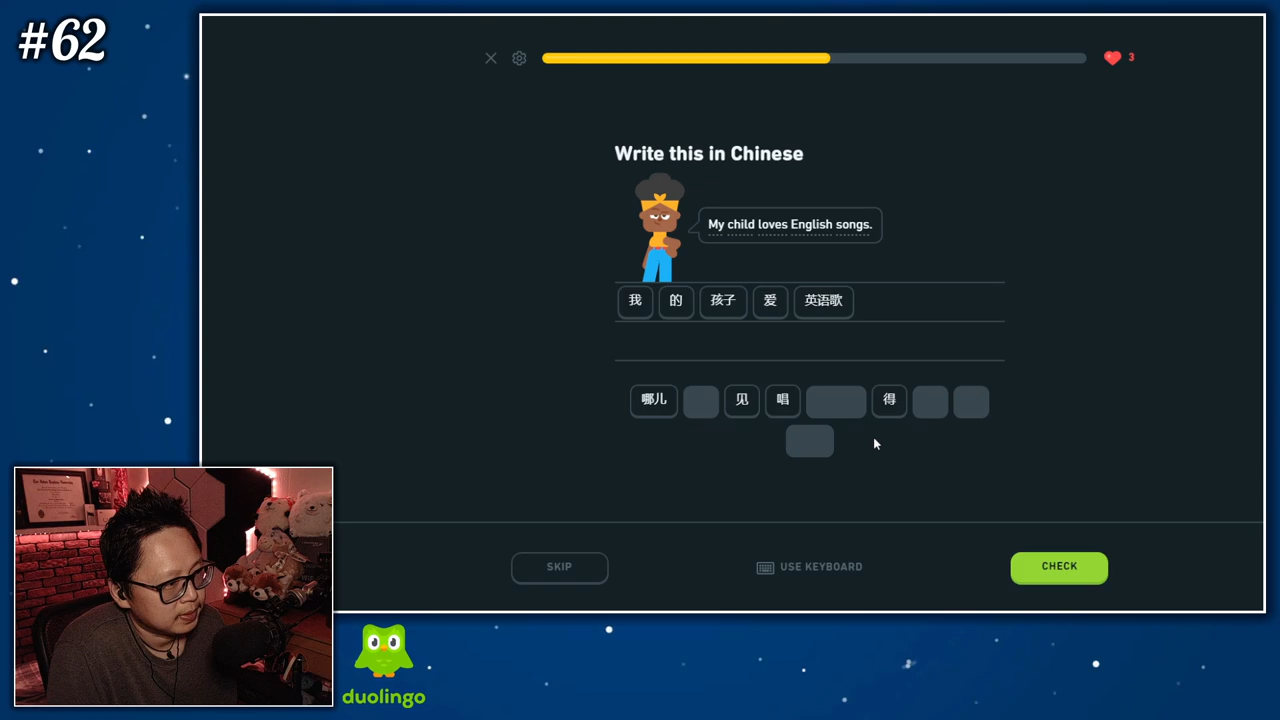 #62
3
Write this in Chinese
My child loves English songs.
我 的 孩子 爱 英语歌
哪儿 见 唱 得
SKIP
USE KEYBOARD
CHECK
duolingo